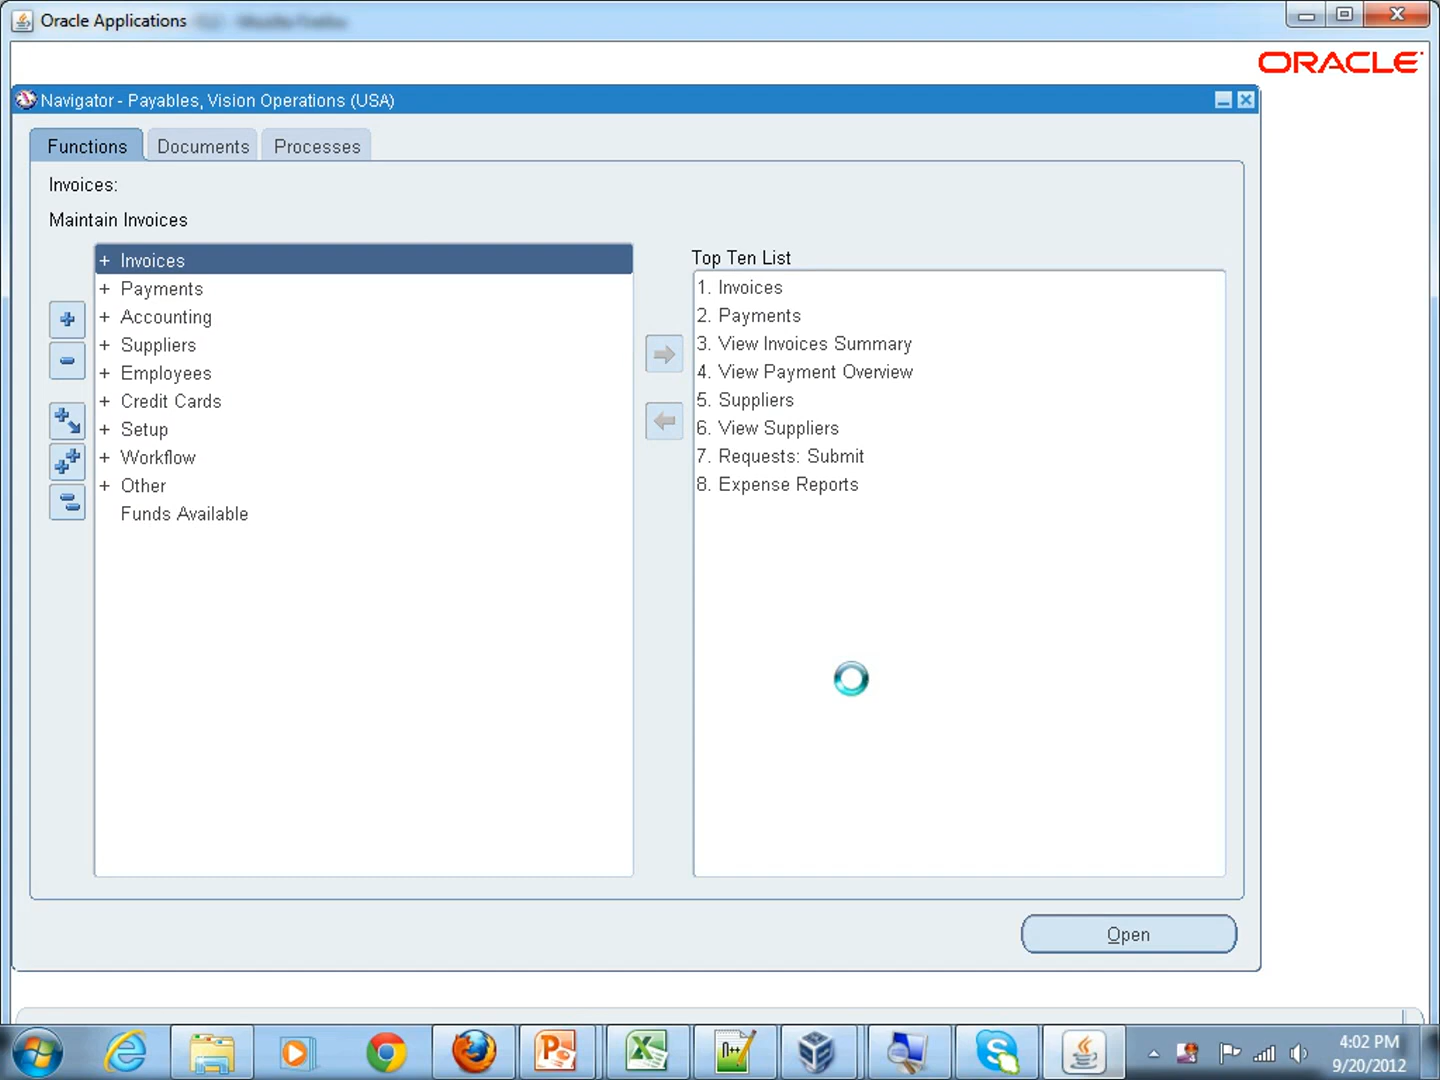 Oracle Applications
ORACLE
Navigator - Payables, Vision Operations (USA)
Functions
Documents
Processes
Invoices:
Maintain Invoices
+ Invoices
+ Payments
+ Accounting
+ Suppliers
+ Employees
+ Credit Cards
+ Setup
+ Workflow
+ Other
Funds Available
Top Ten List
1. Invoices
2. Payments
3. View Invoices Summary
4. View Payment Overview
5. Suppliers
6. View Suppliers
7. Requests: Submit
8. Expense Reports
Open
4:02 PM
9/20/2012